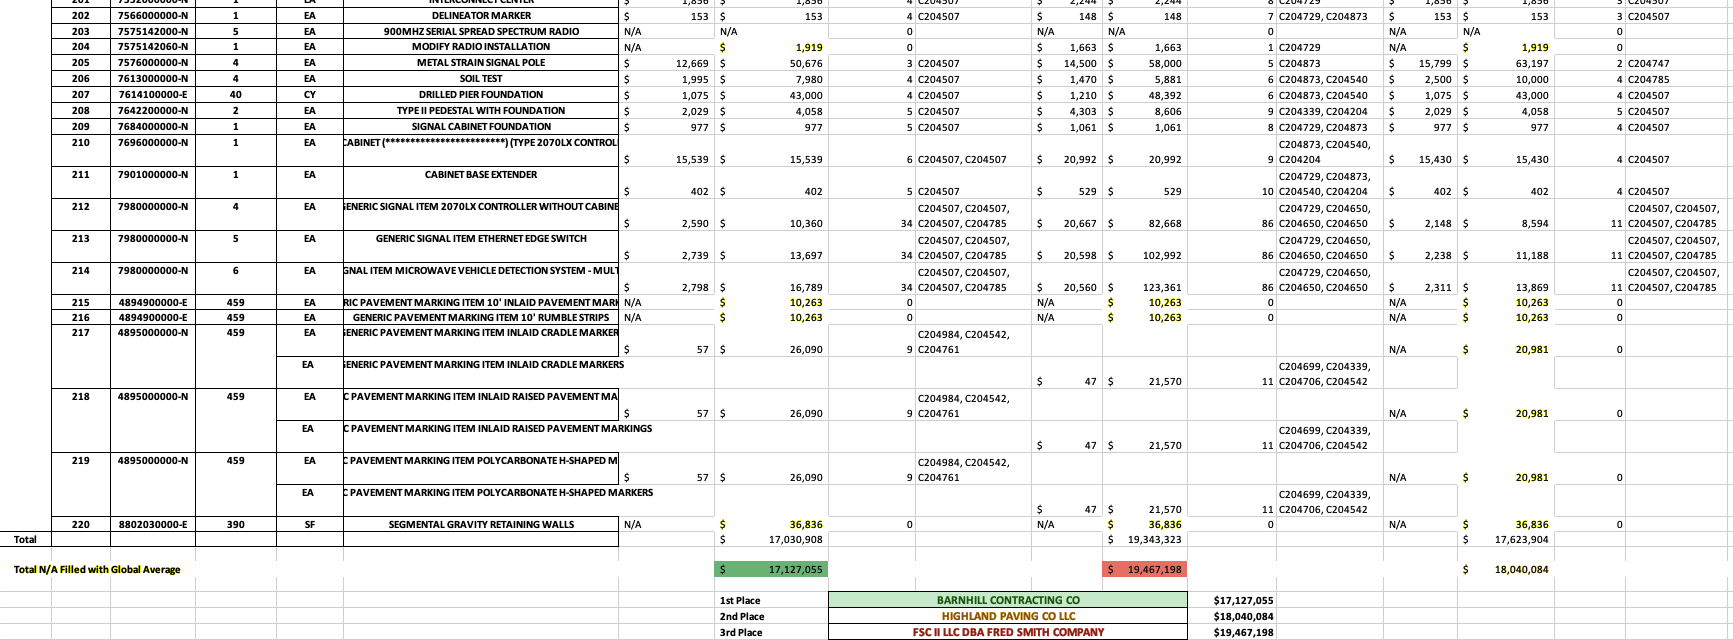 201 7552000000-N 1 EA INTERCONNECT CENTER $ 1,856 $ 1,856 4 C204507 $ 2,244 $ 2,244 8 C204729 $ 1,856 $ 1,856 3 C204507
202 7566000000-N 1 EA DELINEATOR MARKER $ 153 $ 153 4 C204507 $ 148 $ 148 7 C204729, C204873 $ 153 $ 153 3 C204507
203 7575142000-N 5 EA 900MHZ SERIAL SPREAD SPECTRUM RADIO N/A N/A 0 N/A N/A 0 N/A N/A 0
204 7575142060-N 1 EA MODIFY RADIO INSTALLATION N/A $ 1,919 0 $ 1,663 $ 1,663 1 C204729 N/A $ 1,919 0
205 7576000000-N 4 EA METAL STRAIN SIGNAL POLE $ 12,669 $ 50,676 3 C204507 $ 14,500 $ 58,000 5 C204873 $ 15,799 $ 63,197 2 C204747
206 7613000000-N 4 EA SOIL TEST $ 1,995 $ 7,980 4 C204507 $ 1,470 $ 5,881 6 C204873, C204540 $ 2,500 $ 10,000 4 C204785
207 7614100000-E 40 CY DRILLED PIER FOUNDATION $ 1,075 $ 43,000 4 C204507 $ 1,210 $ 48,392 6 C204873, C204540 $ 1,075 $ 43,000 4 C204507
208 7642200000-N 2 EA TYPE II PEDESTAL WITH FOUNDATION $ 2,029 $ 4,058 5 C204507 $ 4,303 $ 8,606 9 C204339, C204204 $ 2,029 $ 4,058 5 C204507
209 7684000000-N 1 EA SIGNAL CABINET FOUNDATION $ 977 $ 977 5 C204507 $ 1,061 $ 1,061 8 C204729, C204873 $ 977 $ 977 4 C204507
210 7696000000-N 1 EA CABINET (************************) (TYPE 2070LX CONTROL C204873, C204540,
$ 15,539 $ 15,539 6 C204507, C204507 $ 20,992 $ 20,992 9 C204204 $ 15,430 $ 15,430 4 C204507
211 7901000000-N 1 EA CABINET BASE EXTENDER C204729, C204873,
$ 402 $ 402 5 C204507 $ 529 $ 529 10 C204540, C204204 $ 402 $ 402 4 C204507
212 7980000000-N 4 EA GENERIC SIGNAL ITEM 2070LX CONTROLLER WITHOUT CABINE C204507, C204507, C204729, C204650, C204507, C204507,
$ 2,590 $ 10,360 34 C204507, C204785 $ 20,667 $ 82,668 86 C204650, C204650 $ 2,148 $ 8,594 11 C204507, C204785
213 7980000000-N 5 EA GENERIC SIGNAL ITEM ETHERNET EDGE SWITCH C204507, C204507, C204729, C204650, C204507, C204507,
$ 2,739 $ 13,697 34 C204507, C204785 $ 20,598 $ 102,992 86 C204650, C204650 $ 2,238 $ 11,188 11 C204507, C204785
214 7980000000-N 6 EA GNAL ITEM MICROWAVE VEHICLE DETECTION SYSTEM - MULT C204507, C204507, C204729, C204650, C204507, C204507,
$ 2,798 $ 16,789 34 C204507, C204785 $ 20,560 $ 123,361 86 C204650, C204650 $ 2,311 $ 13,869 11 C204507, C204785
215 4894900000-E 459 EA RIC PAVEMENT MARKING ITEM 10' INLAID PAVEMENT MARK N/A $ 10,263 0 N/A $ 10,263 0 N/A $ 10,263 0
216 4894900000-E 459 EA GENERIC PAVEMENT MARKING ITEM 10' RUMBLE STRIPS N/A $ 10,263 0 N/A $ 10,263 0 N/A $ 10,263 0
217 4895000000-N 459 EA GENERIC PAVEMENT MARKING ITEM INLAID CRADLE MARKER C204984, C204542,
$ 57 $ 26,090 9 C204761 N/A $ 20,981 0
EA GENERIC PAVEMENT MARKING ITEM INLAID CRADLE MARKERS C204699, C204339,
$ 47 $ 21,570 11 C204706, C204542
218 4895000000-N 459 EA C PAVEMENT MARKING ITEM INLAID RAISED PAVEMENT MA C204984, C204542,
$ 57 $ 26,090 9 C204761 N/A $ 20,981 0
EA C PAVEMENT MARKING ITEM INLAID RAISED PAVEMENT MARKINGS C204699, C204339,
$ 47 $ 21,570 11 C204706, C204542
219 4895000000-N 459 EA C PAVEMENT MARKING ITEM POLYCARBONATE H-SHAPED M C204984, C204542,
$ 57 $ 26,090 9 C204761 N/A $ 20,981 0
EA C PAVEMENT MARKING ITEM POLYCARBONATE H-SHAPED MARKERS C204699, C204339,
$ 47 $ 21,570 11 C204706, C204542
220 8802030000-E 390 SF SEGMENTAL GRAVITY RETAINING WALLS N/A $ 36,836 0 N/A $ 36,836 0 N/A $ 36,836 0
Total $ 17,030,908 $ 19,343,323 $ 17,623,904
Total N/A Filled with Global Average $ 17,127,055 $ 19,467,198 $ 18,040,084
1st Place BARNHILL CONTRACTING CO $17,127,055
2nd Place HIGHLAND PAVING CO LLC $18,040,084
3rd Place FSC II LLC DBA FRED SMITH COMPANY $19,467,198